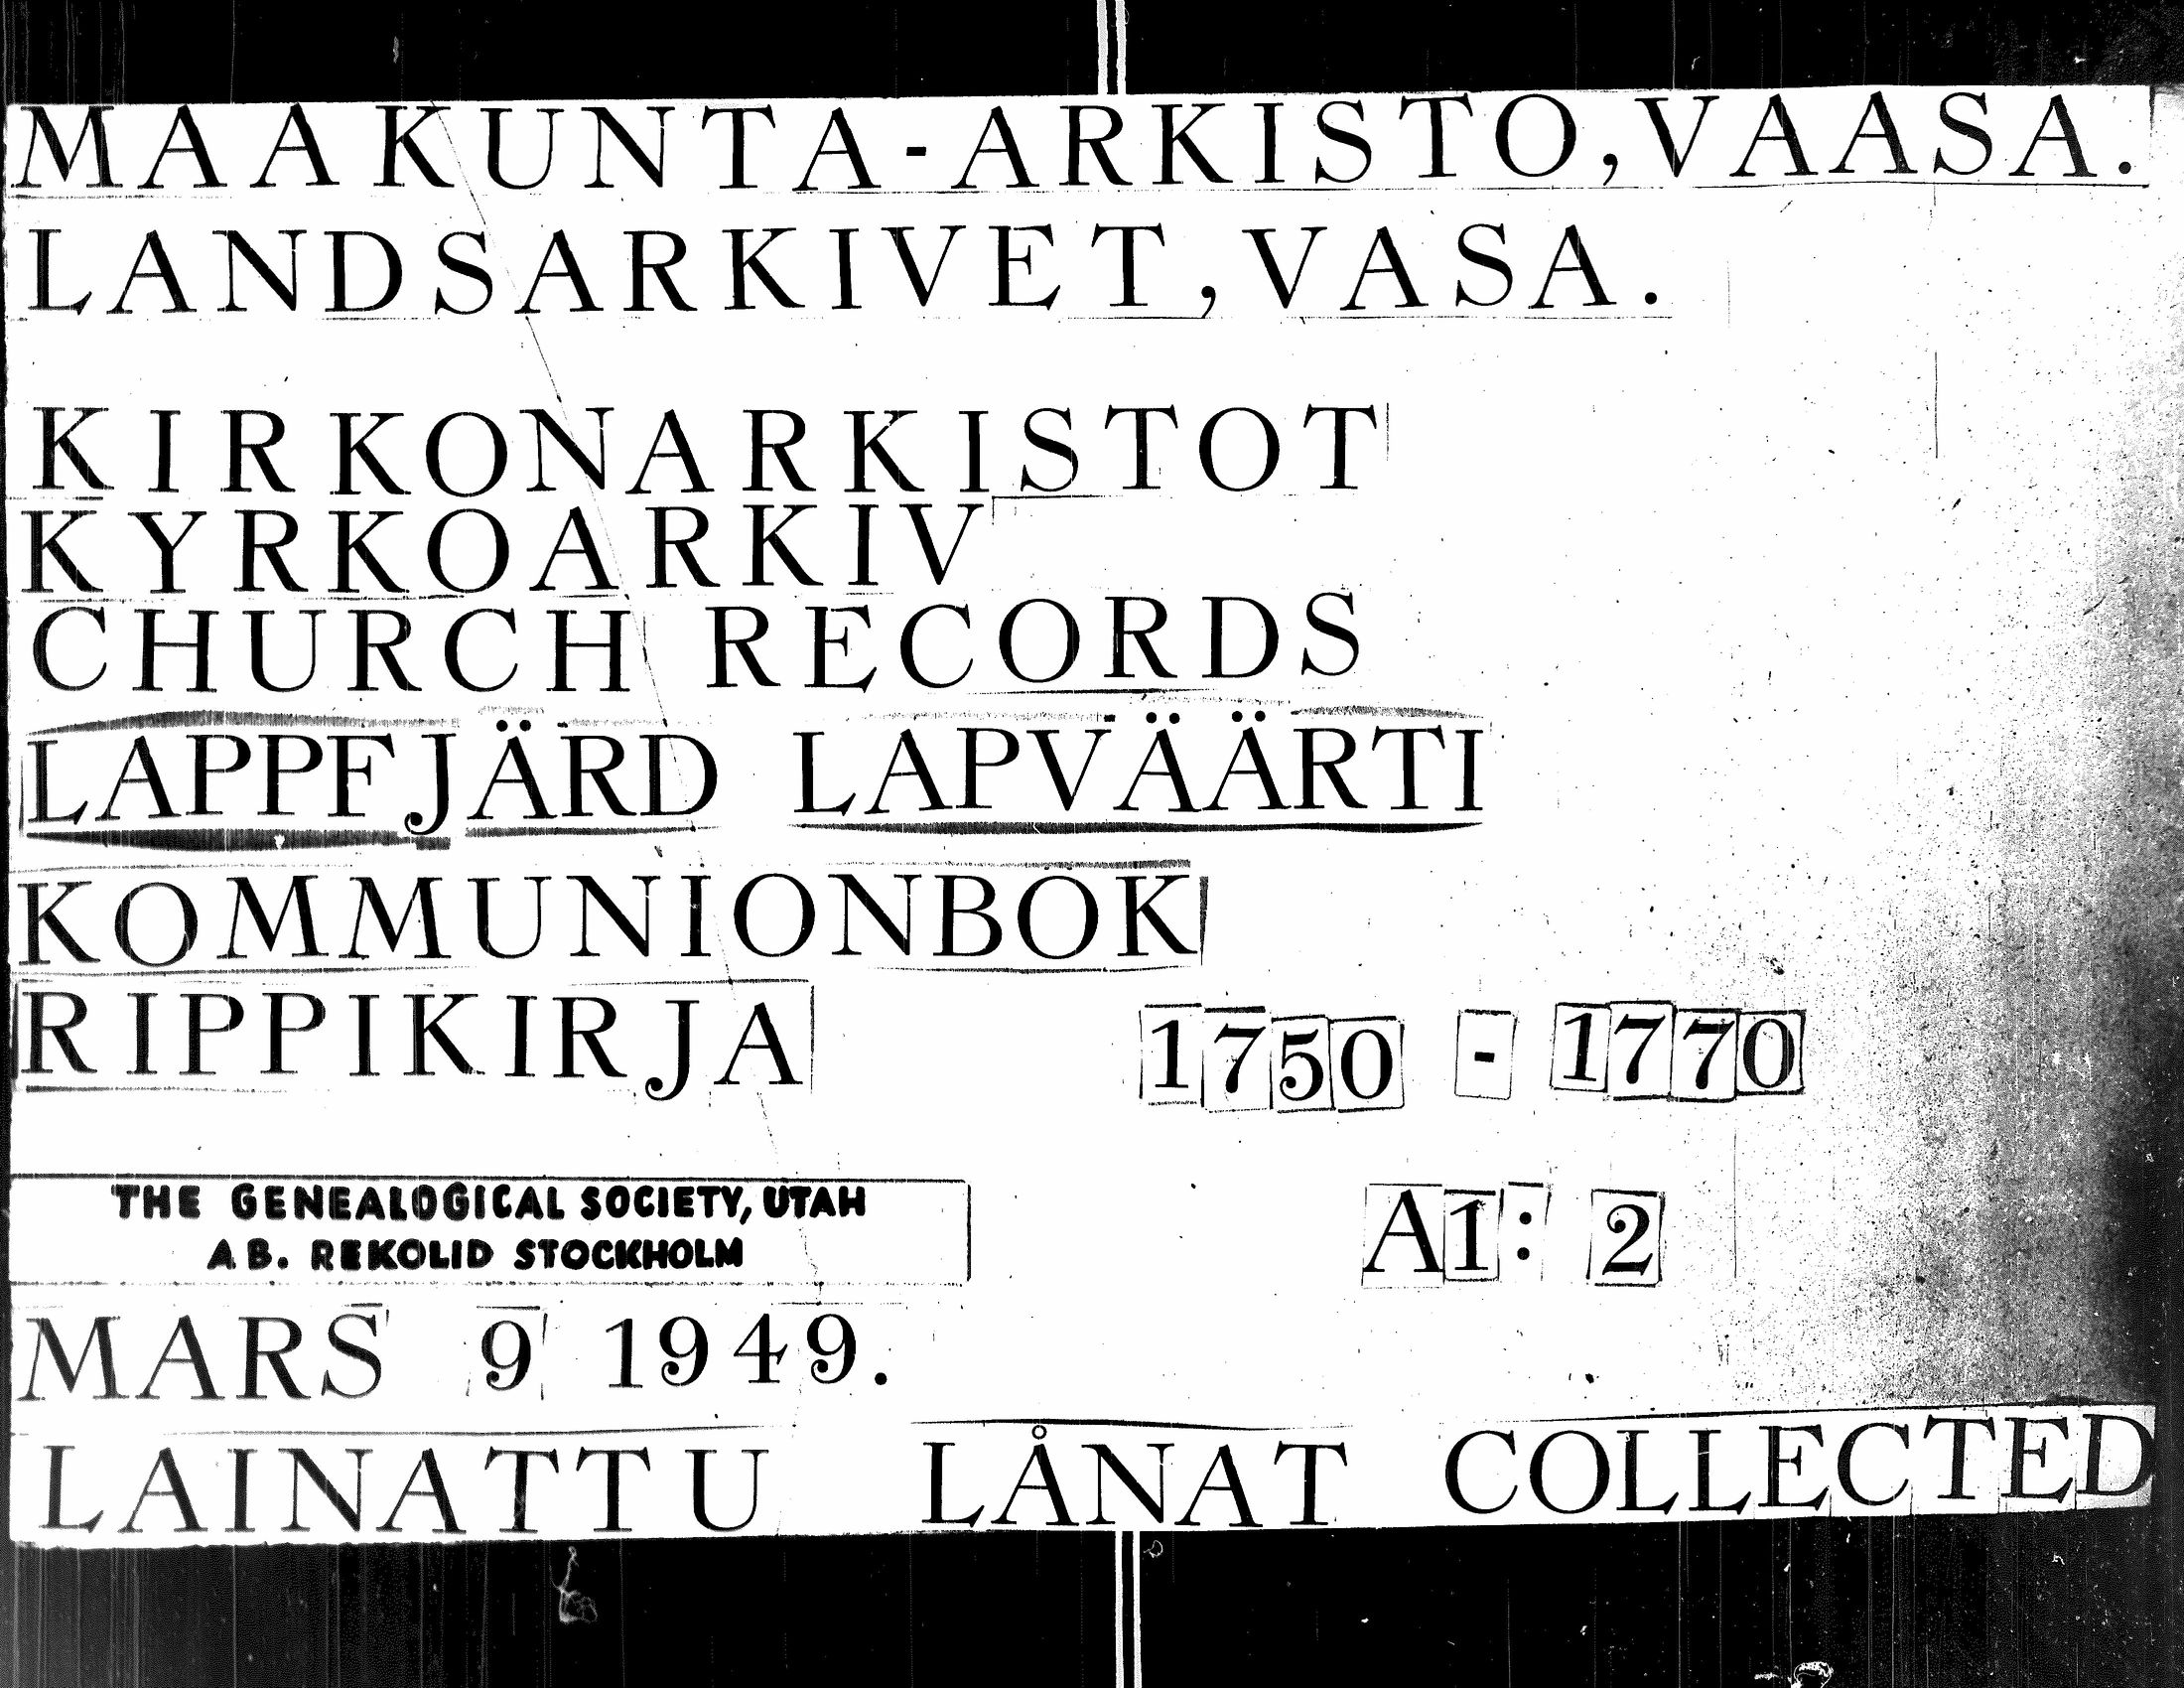 MAAKUNTA-ARKISTO, VAASA.
LANDSARKIVET, VASA.
KIRKONARKISTOT
KYRKOARKIV
CHURCH RECORDS
LAPPFJÄRD LAPVÄÄRTI
KOMMUNIONBOK
RIPPIKIRJA 1750 - 1770
THE GENEALOGICAL SOCIETY, UTAH
A.B. REKOLID STOCKHOLM
A1: 2
MARS 9 1949.
LAINATTU LÅNAT COLLECTED